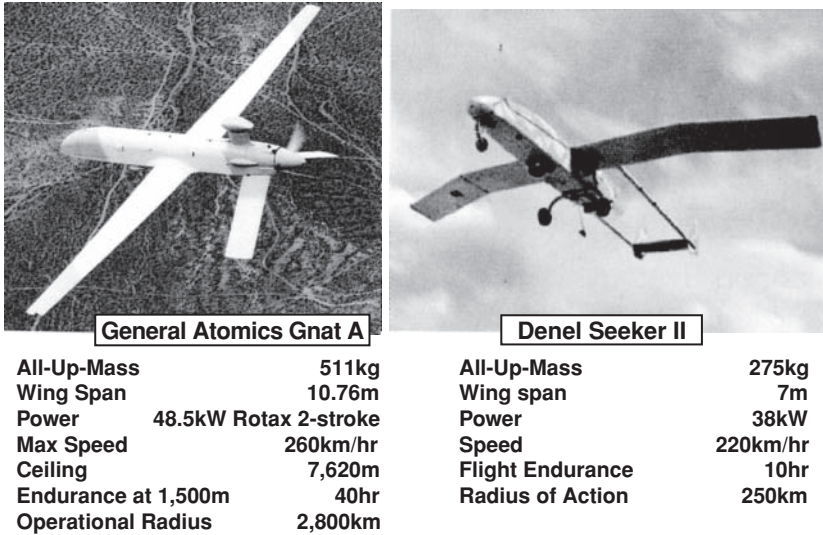 General Atomics Gnat A
All-Up-Mass 511kg
Wing Span 10.76m
Power 48.5kW Rotax 2-stroke
Max Speed 260km/hr
Ceiling 7,620m
Endurance at 1,500m 40hr
Operational Radius 2,800km
Denel Seeker II
All-Up-Mass 275kg
Wing span 7m
Power 38kW
Speed 220km/hr
Flight Endurance 10hr
Radius of Action 250km